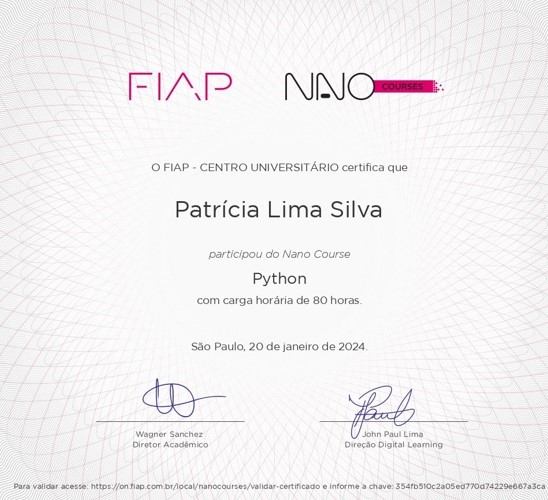 FIAP NANO COURSES
O FIAP - CENTRO UNIVERSITÁRIO certifica que
Patrícia Lima Silva
participou do Nano Course
Python
com carga horária de 80 horas.
São Paulo, 20 de janeiro de 2024.
Wagner Sanchez
Diretor Acadêmico
John Paul Lima
Direção Digital Learning
Para validar acesse: https://on.fiap.com.br/local/nanocourses/validar-certificado e informe a chave: 354fb510c2a05ed770d74229e667a3ca